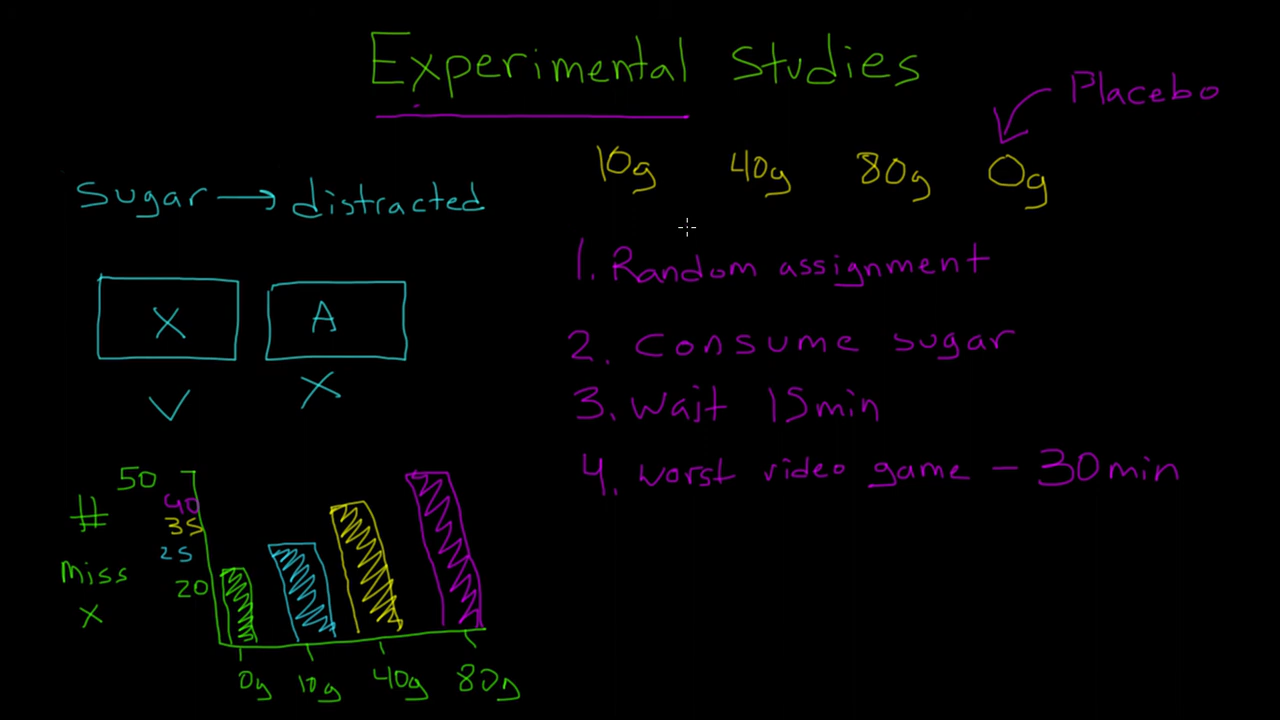 Experimental Studies
Placebo
10g 40g 80g 0g
Sugar → distracted
1. Random assignment
X A
2. Consume sugar
3. Wait 15min
4. worst video game - 30min
50
40
35
25
20
# miss X
0g 10g 40g 80g